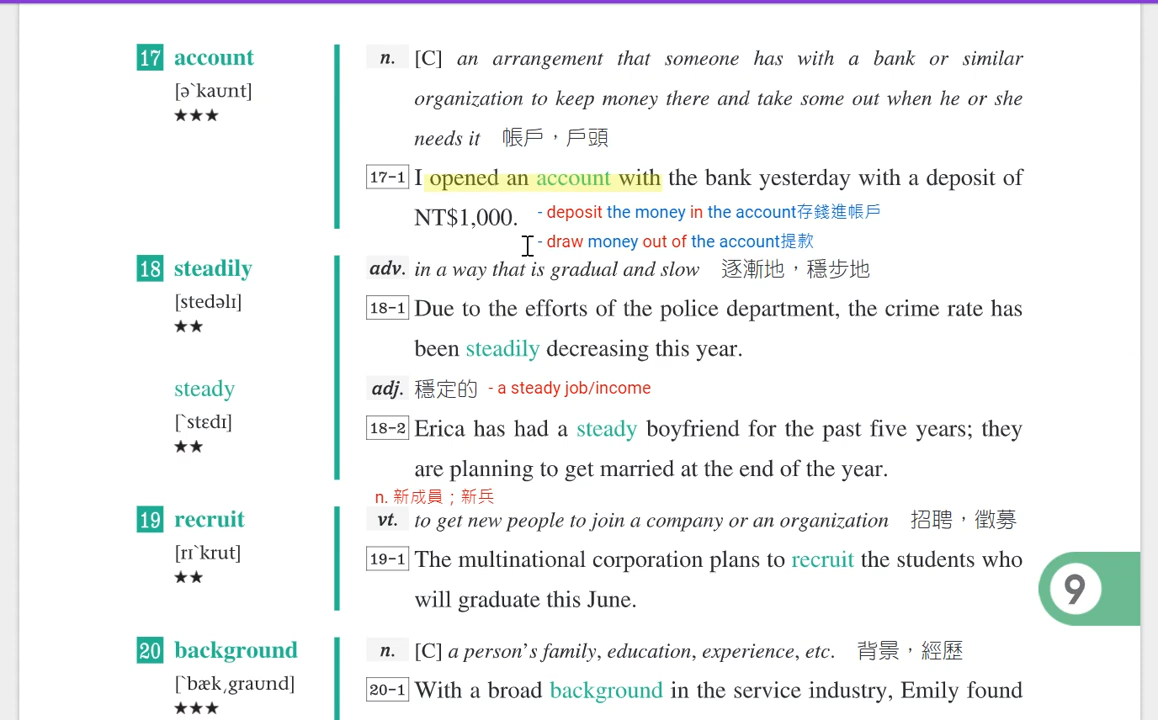 17 account n. [C] an arrangement that someone has with a bank or similar
[ə`kaʊnt] organization to keep money there and take some out when he or she
★★★ needs it 帳戶，戶頭
17-1 I opened an account with the bank yesterday with a deposit of
NT$1,000. - deposit the money in the account存錢進帳戶
- draw money out of the account提款
18 steadily adv. in a way that is gradual and slow 逐漸地，穩步地
[stedəlɪ] 18-1 Due to the efforts of the police department, the crime rate has
★★ been steadily decreasing this year.
steady adj. 穩定的 - a steady job/income
[`stɛdɪ] 18-2 Erica has had a steady boyfriend for the past five years; they
★★ are planning to get married at the end of the year.
n. 新成員；新兵
19 recruit vt. to get new people to join a company or an organization 招聘，徵募
[rɪ`krut] 19-1 The multinational corporation plans to recruit the students who
★★ will graduate this June.
9
20 background n. [C] a person's family, education, experience, etc. 背景，經歷
[`bæk͵graʊnd] 20-1 With a broad background in the service industry, Emily found
★★★